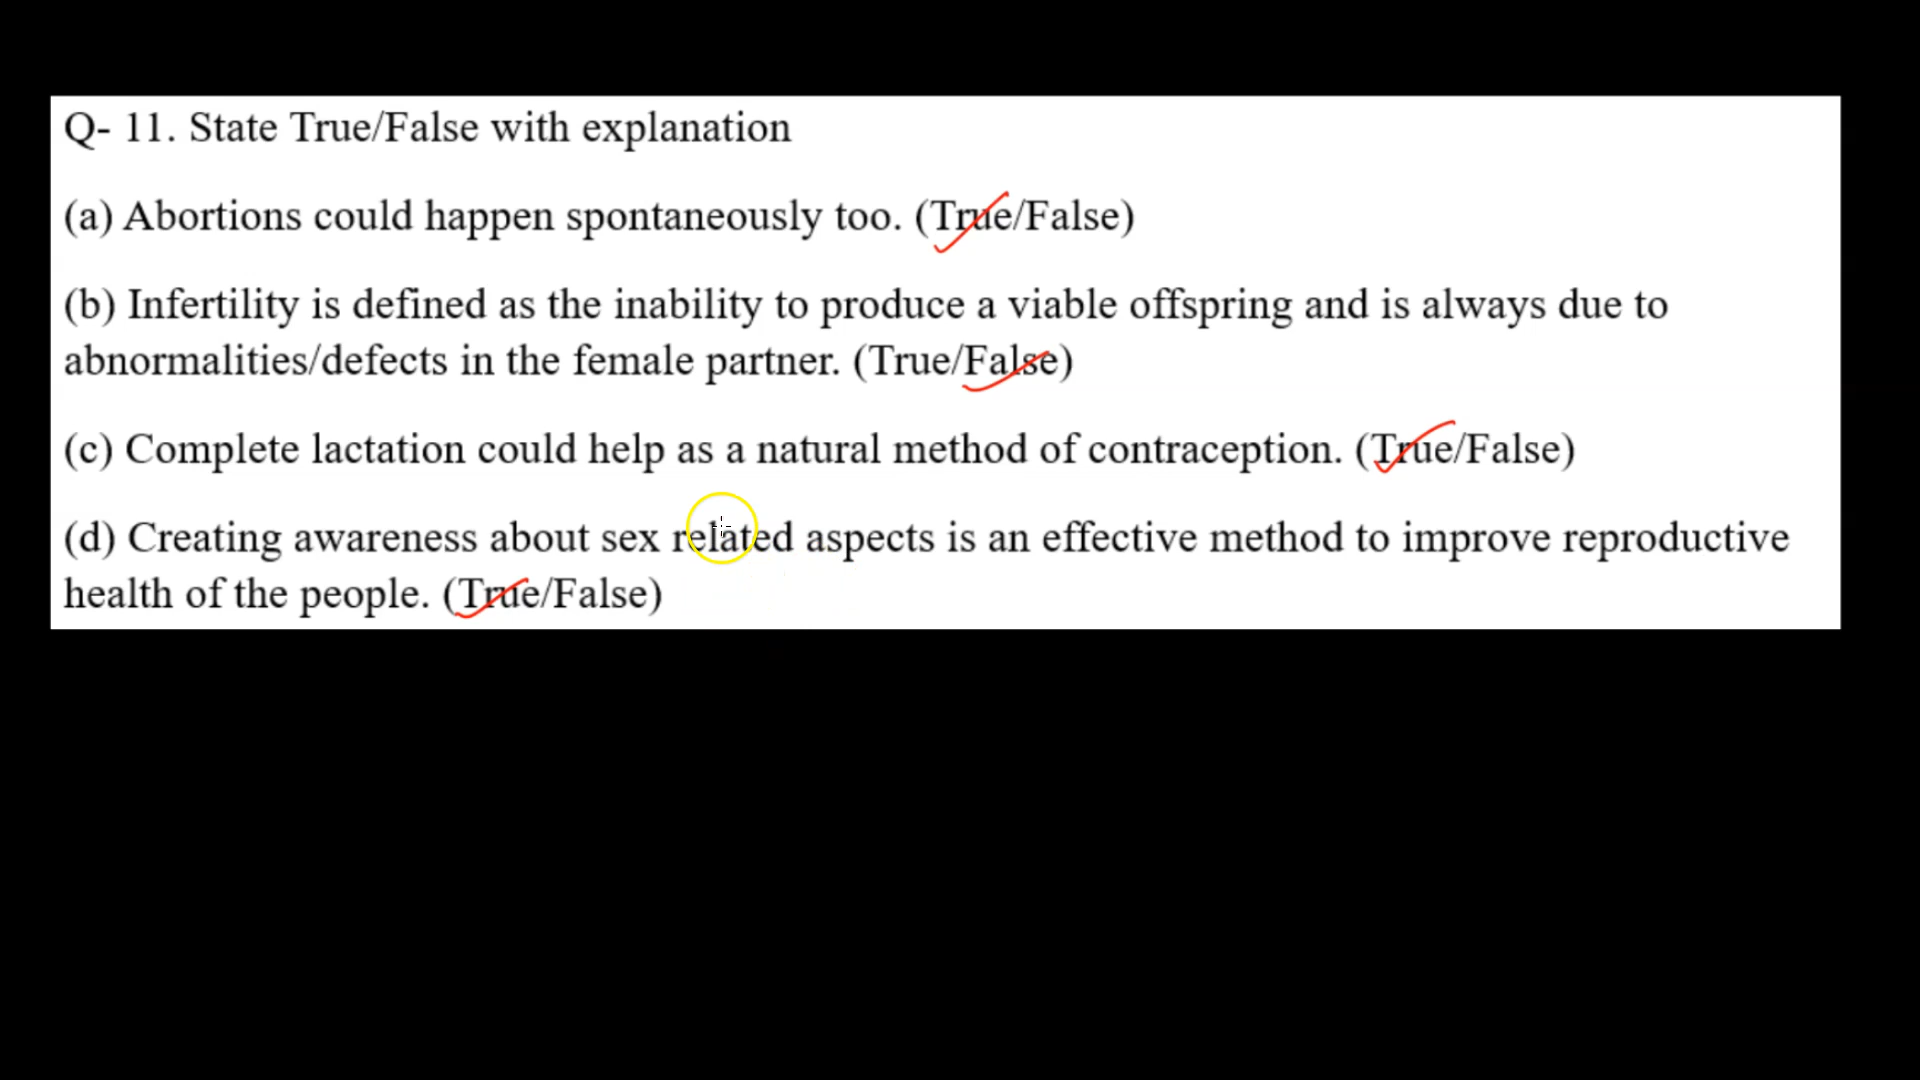 Q- 11. State True/False with explanation
(a) Abortions could happen spontaneously too. (True/False)
(b) Infertility is defined as the inability to produce a viable offspring and is always due to
abnormalities/defects in the female partner. (True/False)
(c) Complete lactation could help as a natural method of contraception. (True/False)
(d) Creating awareness about sex related aspects is an effective method to improve reproductive
health of the people. (True/False)